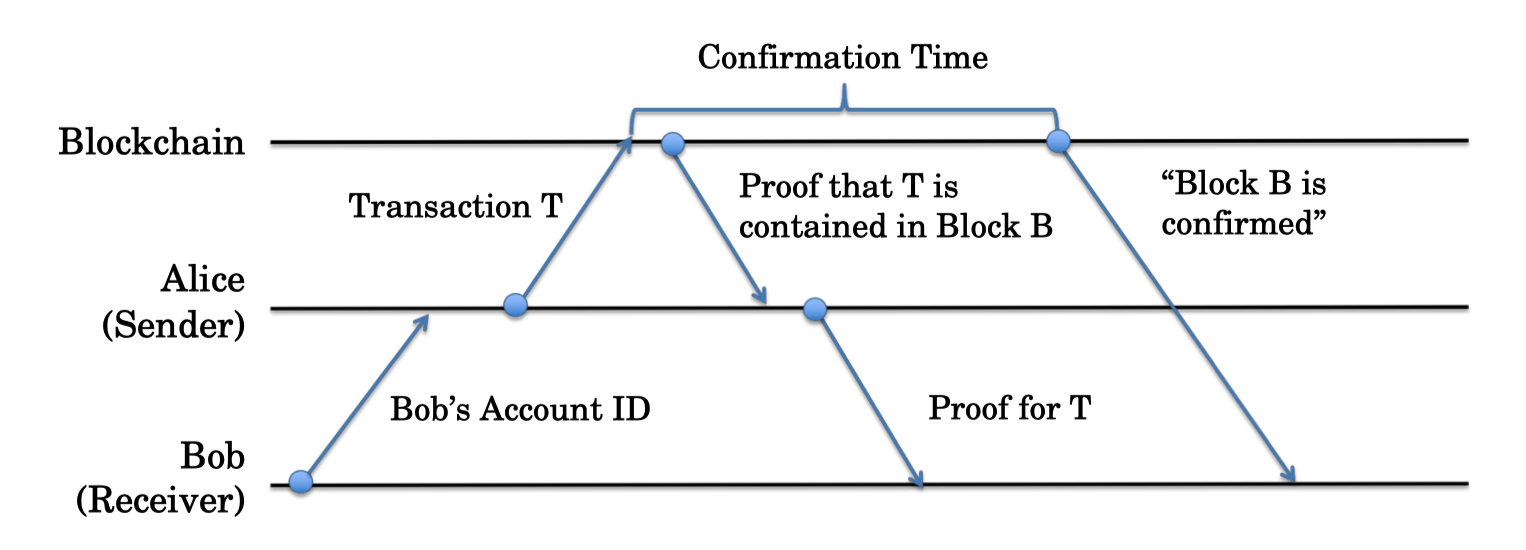 Confirmation Time
Blockchain
Transaction T
Proof that T is
contained in Block B
“Block B is
confirmed”
Alice
(Sender)
Bob’s Account ID
Proof for T
Bob
(Receiver)